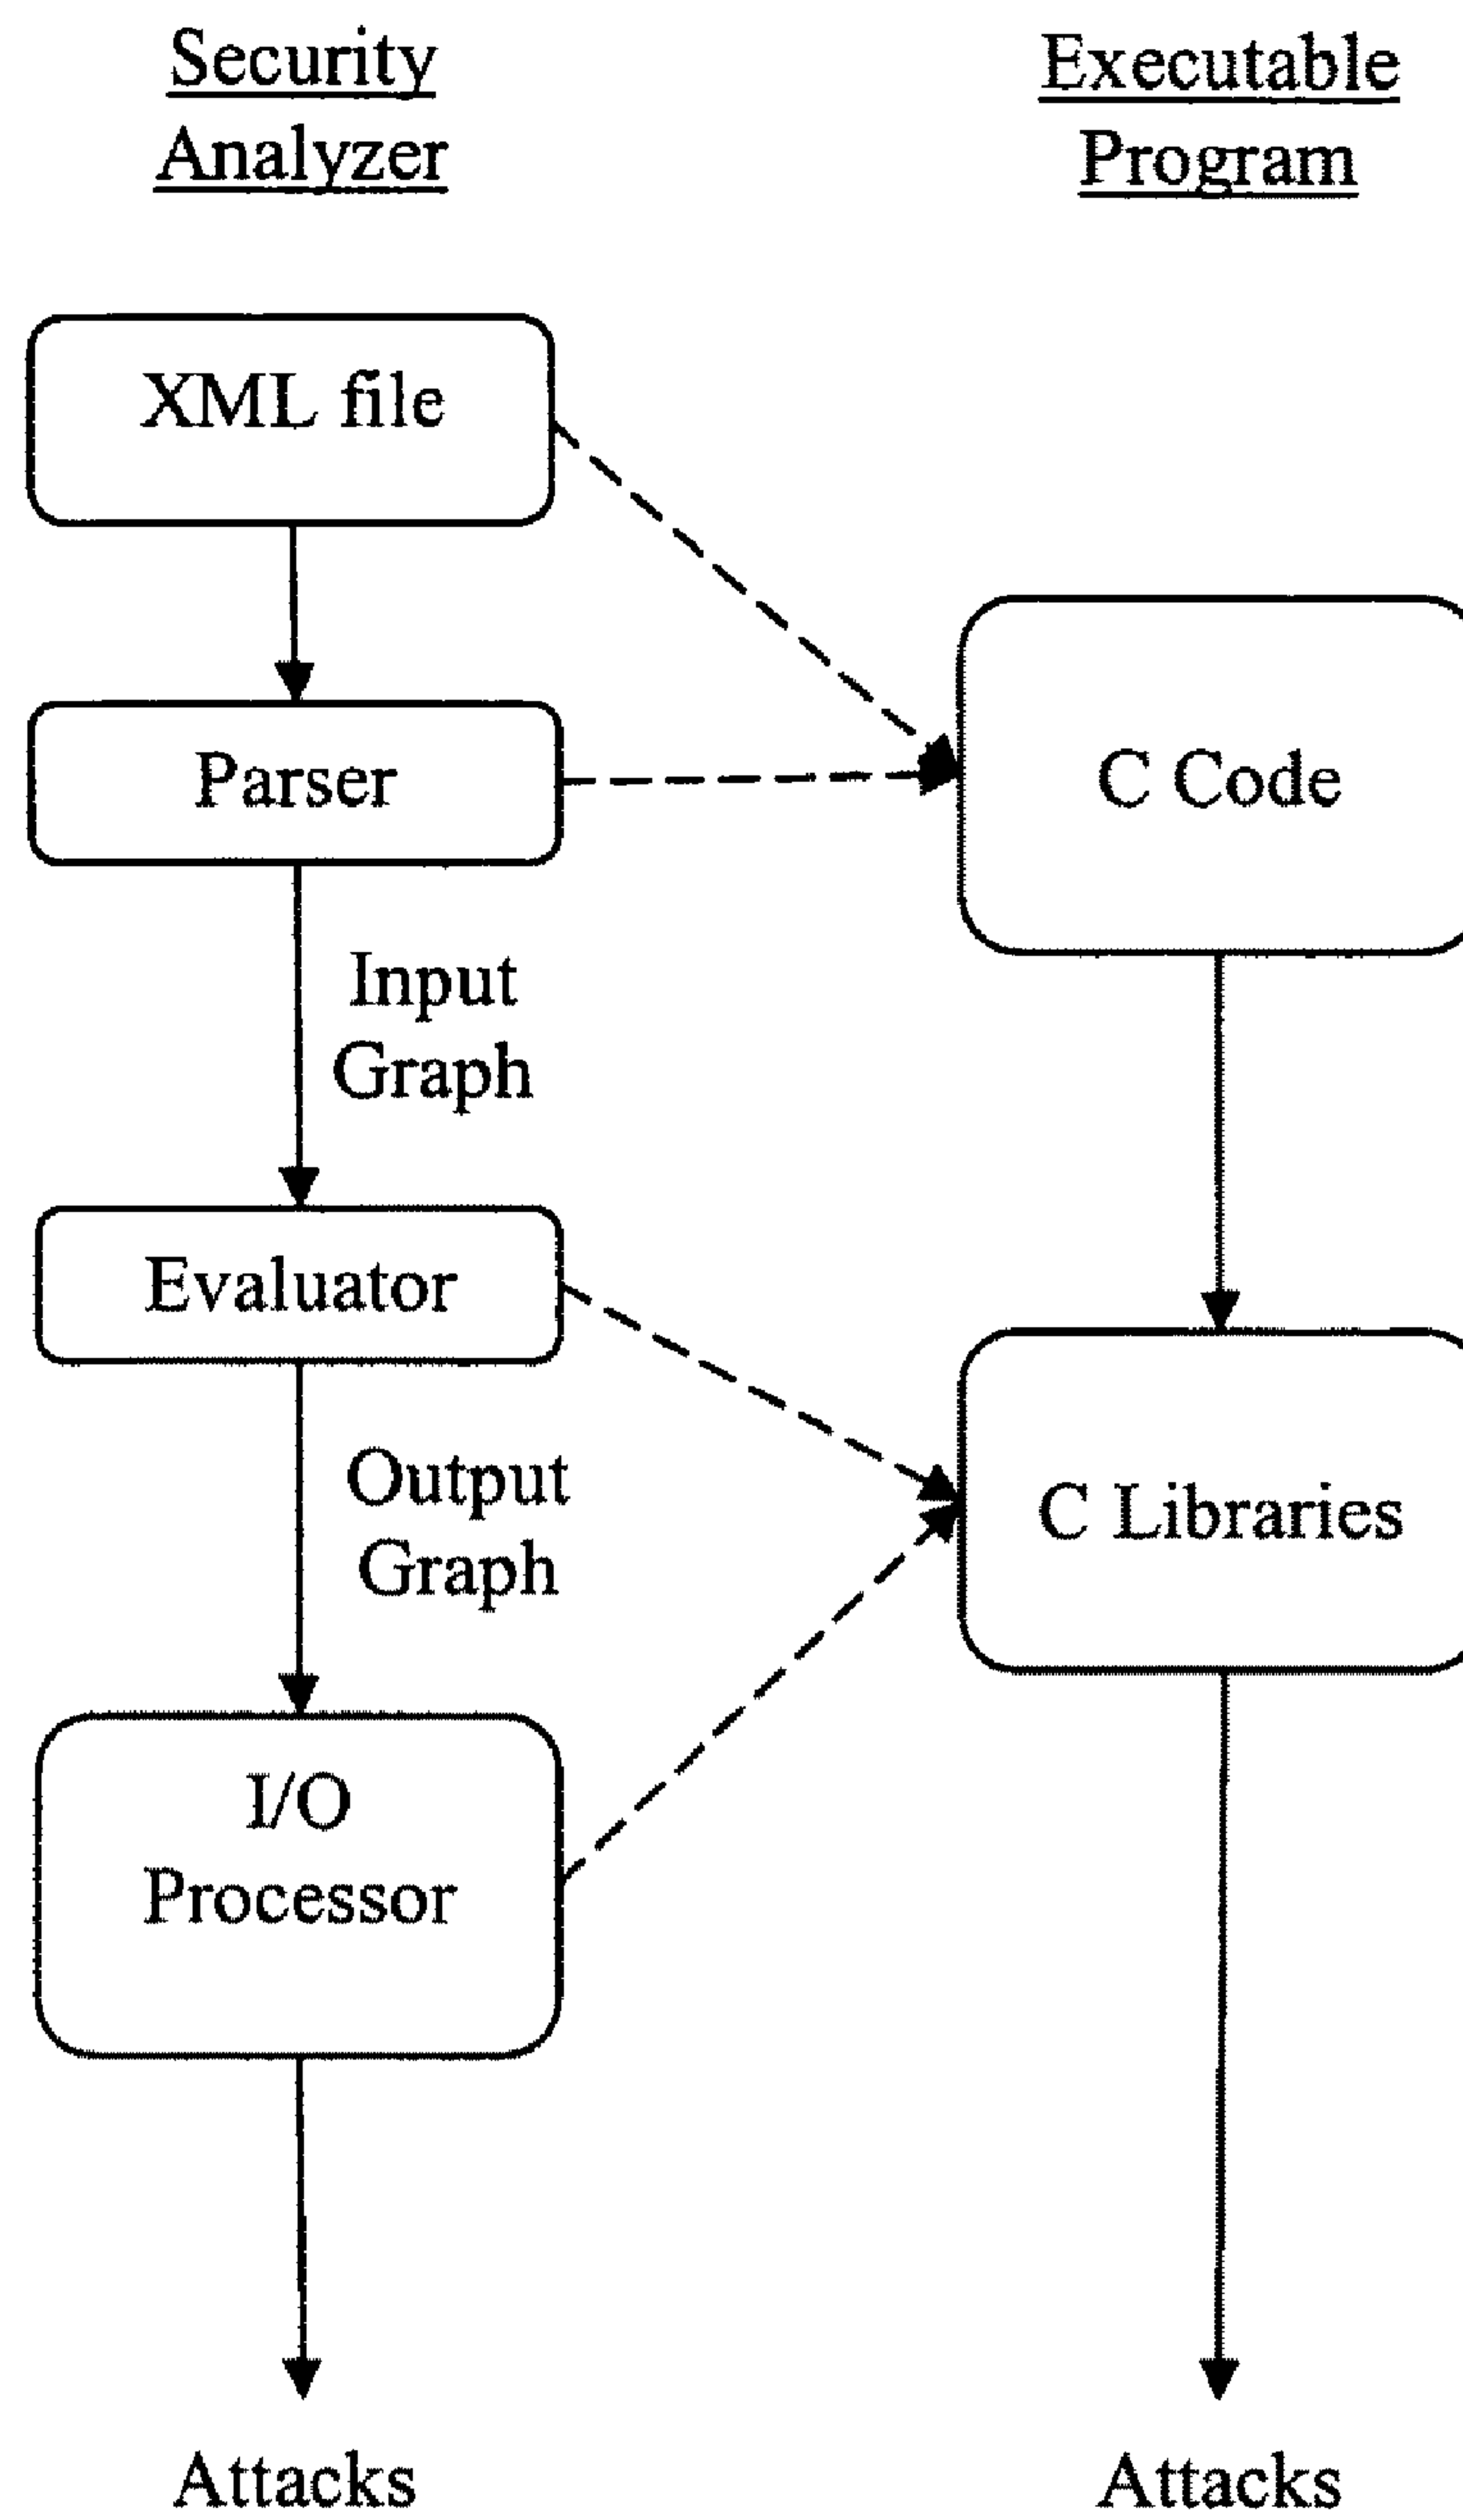 Security
Analyzer
Executable
Program
XML file
Parser
C Code
Input
Graph
Evaluator
Output
Graph
C Libraries
I/O
Processor
Attacks
Attacks